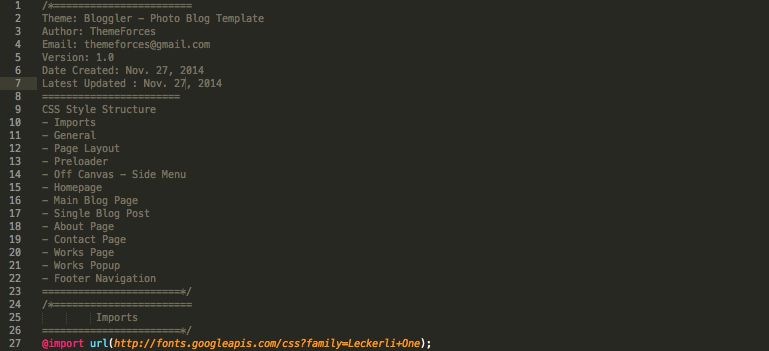 1 /*========================
2 Theme: Bloggler - Photo Blog Template
3 Author: ThemeForces
4 Email: themeforces@gmail.com
5 Version: 1.0
6 Date Created: Nov. 27, 2014
7 Latest Updated : Nov. 27, 2014
8 ========================
9 CSS Style Structure
10 - Imports
11 - General
12 - Page Layout
13 - Preloader
14 - Off Canvas - Side Menu
15 - Homepage
16 - Main Blog Page
17 - Single Blog Post
18 - About Page
19 - Contact Page
20 - Works Page
21 - Works Popup
22 - Footer Navigation
23 ========================*/
24 /*========================
25 Imports
26 ========================*/
27 @import url(http://fonts.googleapis.com/css?family=Leckerli+One);